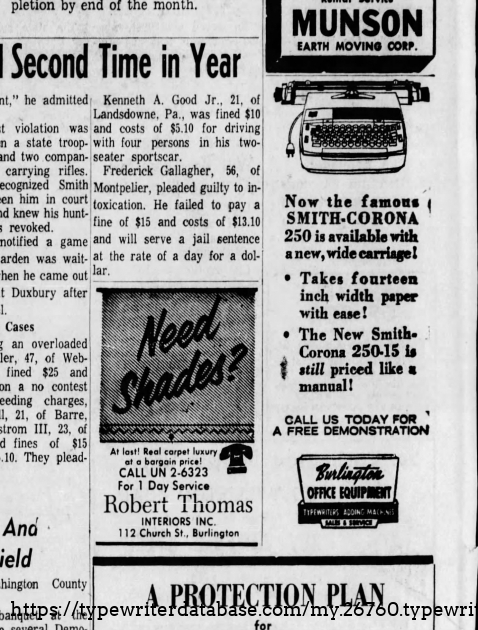 pletion by end of the month.
Second Time in Year
nt," he admitted
t violation was
n a state troop-
and two compan-
carrying rifles.
ecognized Smith
en him in court
d knew his hunt-
s revoked.
notified a game
arden was wait-
hen he came out
t Duxbury after
l.
Cases
g an overloaded
ler, 47, of Web-
fined $25 and
on a no contest
eeding charges,
ll, 21, of Barre,
strom III, 23, of
d fines of $15
.10. They plead-
And
ield
hington County
banquet at the
several Demo-
Kenneth A. Good Jr., 21, of
Landsdowne, Pa., was fined $10
and costs of $5.10 for driving
with four persons in his two-
seater sportscar.
Frederick Gallagher, 56, of
Montpelier, pleaded guilty to in-
toxication. He failed to pay a
fine of $15 and costs of $13.10
and will serve a jail sentence
at the rate of a day for a dol-
lar.
Need
Shades?
At last! Real carpet luxury
at a bargain price!
CALL UN 2-6323
For 1 Day Service
Robert Thomas
INTERIORS INC.
112 Church St., Burlington
MUNSON
EARTH MOVING CORP.
Now the famous
SMITH-CORONA
250 is available with
a new, wide carriage!
• Takes fourteen
inch width paper
with ease!
• The New Smith-
Corona 250-15 is
still priced like a
manual!
CALL US TODAY FOR
A FREE DEMONSTRATION
Burlington
OFFICE EQUIPMENT
TYPEWRITERS ADDING MACHINES
SALES & SERVICE
A PROTECTION PLAN
for
https://typewriterdatabase.com/my.26760.typewri